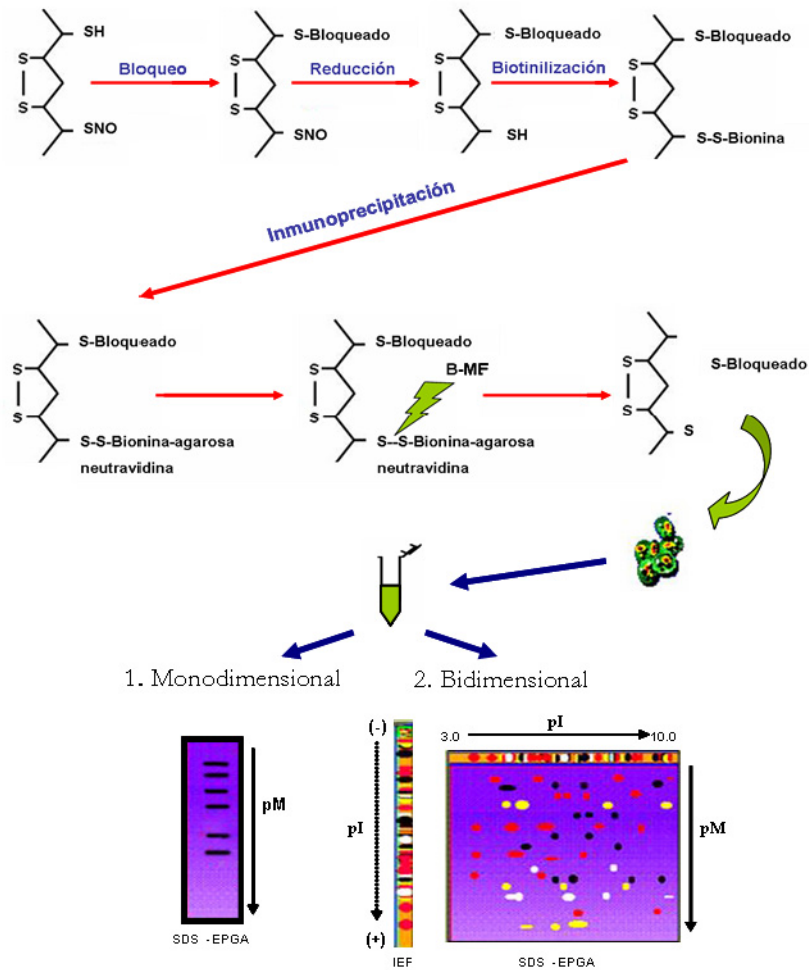 SH
S-Bloqueado
S-Bloqueado
S-Bloqueado
S
S
Bloqueo
S
S
Reducción
S
S
Biotinilización
S
S
SNO
SNO
SH
S-S-Bionina
Inmunoprecipitación
S-Bloqueado
S-Bloqueado
B-MF
S-Bloqueado
S
S
S
S
S
S
S-S-Bionina-agarosa
neutravidina
S--S-Bionina-agarosa
neutravidina
S
1. Monodimensional
2. Bidimensional
pM
SDS -EPGA
(-)
pI
(+)
IEF
3.0
pI
10.0
pM
SDS -EPGA